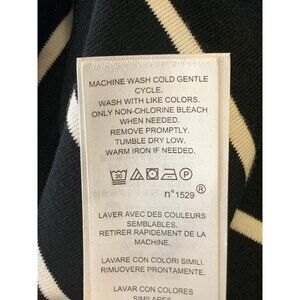 MACHINE WASH COLD GENTLE
CYCLE.
WASH WITH LIKE COLORS.
ONLY NON-CHLORINE BLEACH
WHEN NEEDED.
REMOVE PROMPTLY.
TUMBLE DRY LOW.
WARM IRON IF NEEDED.
30
P
n°1529®
LAVER AVEC DES COULEURS
SEMBLABLES.
RETIRER RAPIDEMENT DE LA
MACHINE.
LAVARE CON COLORI SIMILI.
RIMUOVERE PRONTAMENTE.
LAVAR CON COLORES
SIMILARES